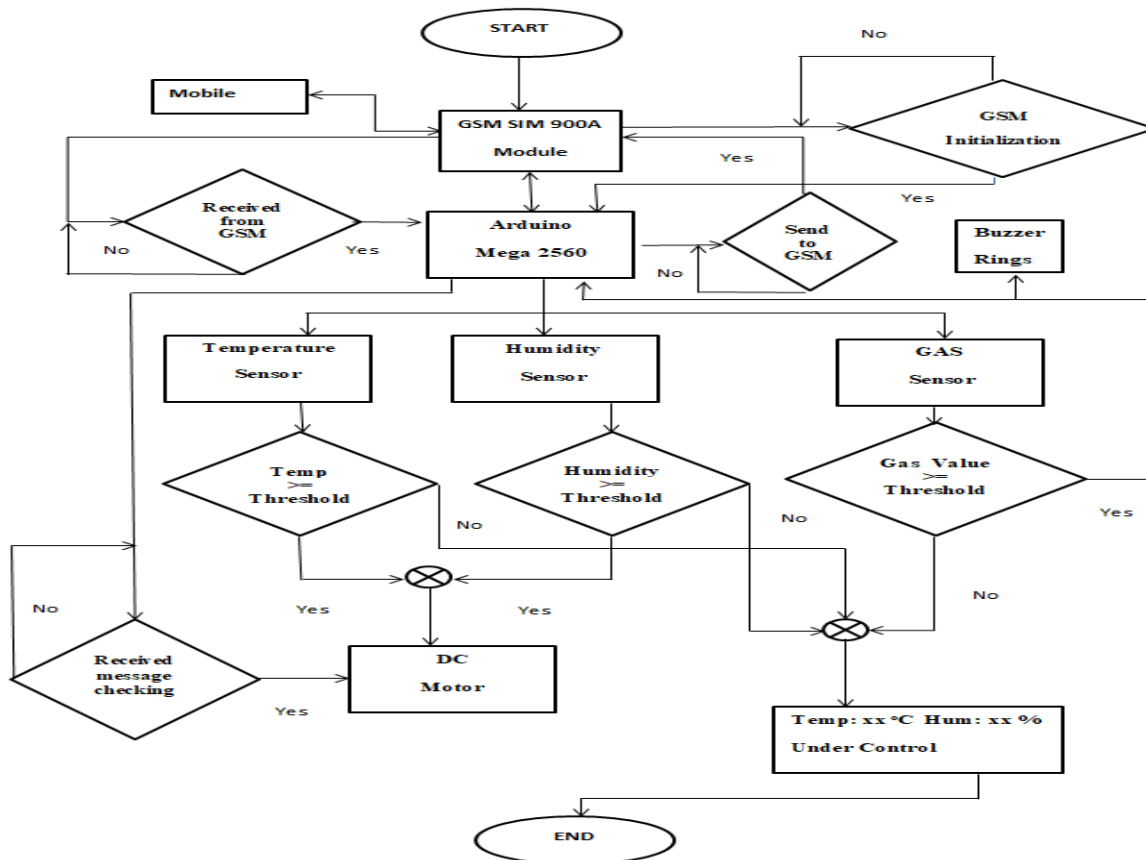 START
No
Mobile
GSM SIM 900A
Module
GSM
Initialization
Yes
Received
from
GSM
No
Yes
Arduino
Mega 2560
Yes
Send
to
GSM
No
Buzzer
Rings
Temperature
Sensor
Humidity
Sensor
GAS
Sensor
Temp
>=
Threshold
No
Humidity
>=
Threshold
No
Gas Value
>=
Threshold
Yes
No
Yes
Yes
No
Received
message
checking
Yes
DC
Motor
Temp: xx °C Hum: xx %
Under Control
END